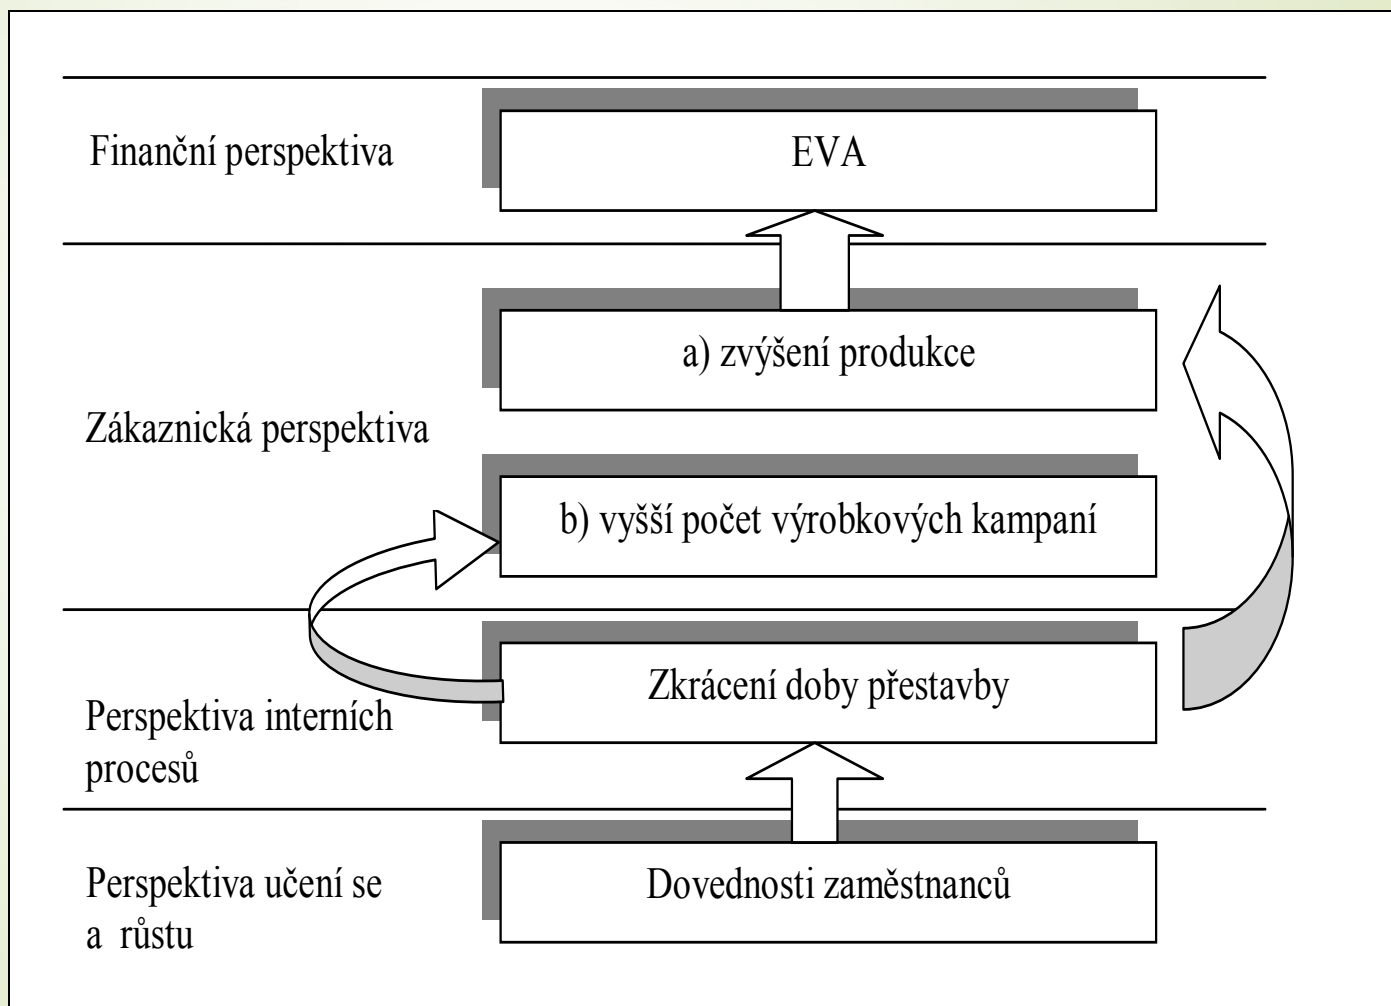 Finanční perspektiva
EVA
a) zvýšení produkce
Zákaznická perspektiva
b) vyšší počet výrobkových kampaní
Zkrácení doby přestavby
Perspektiva interních
procesů
Dovednosti zaměstnanců
Perspektiva učení se
a  růstu